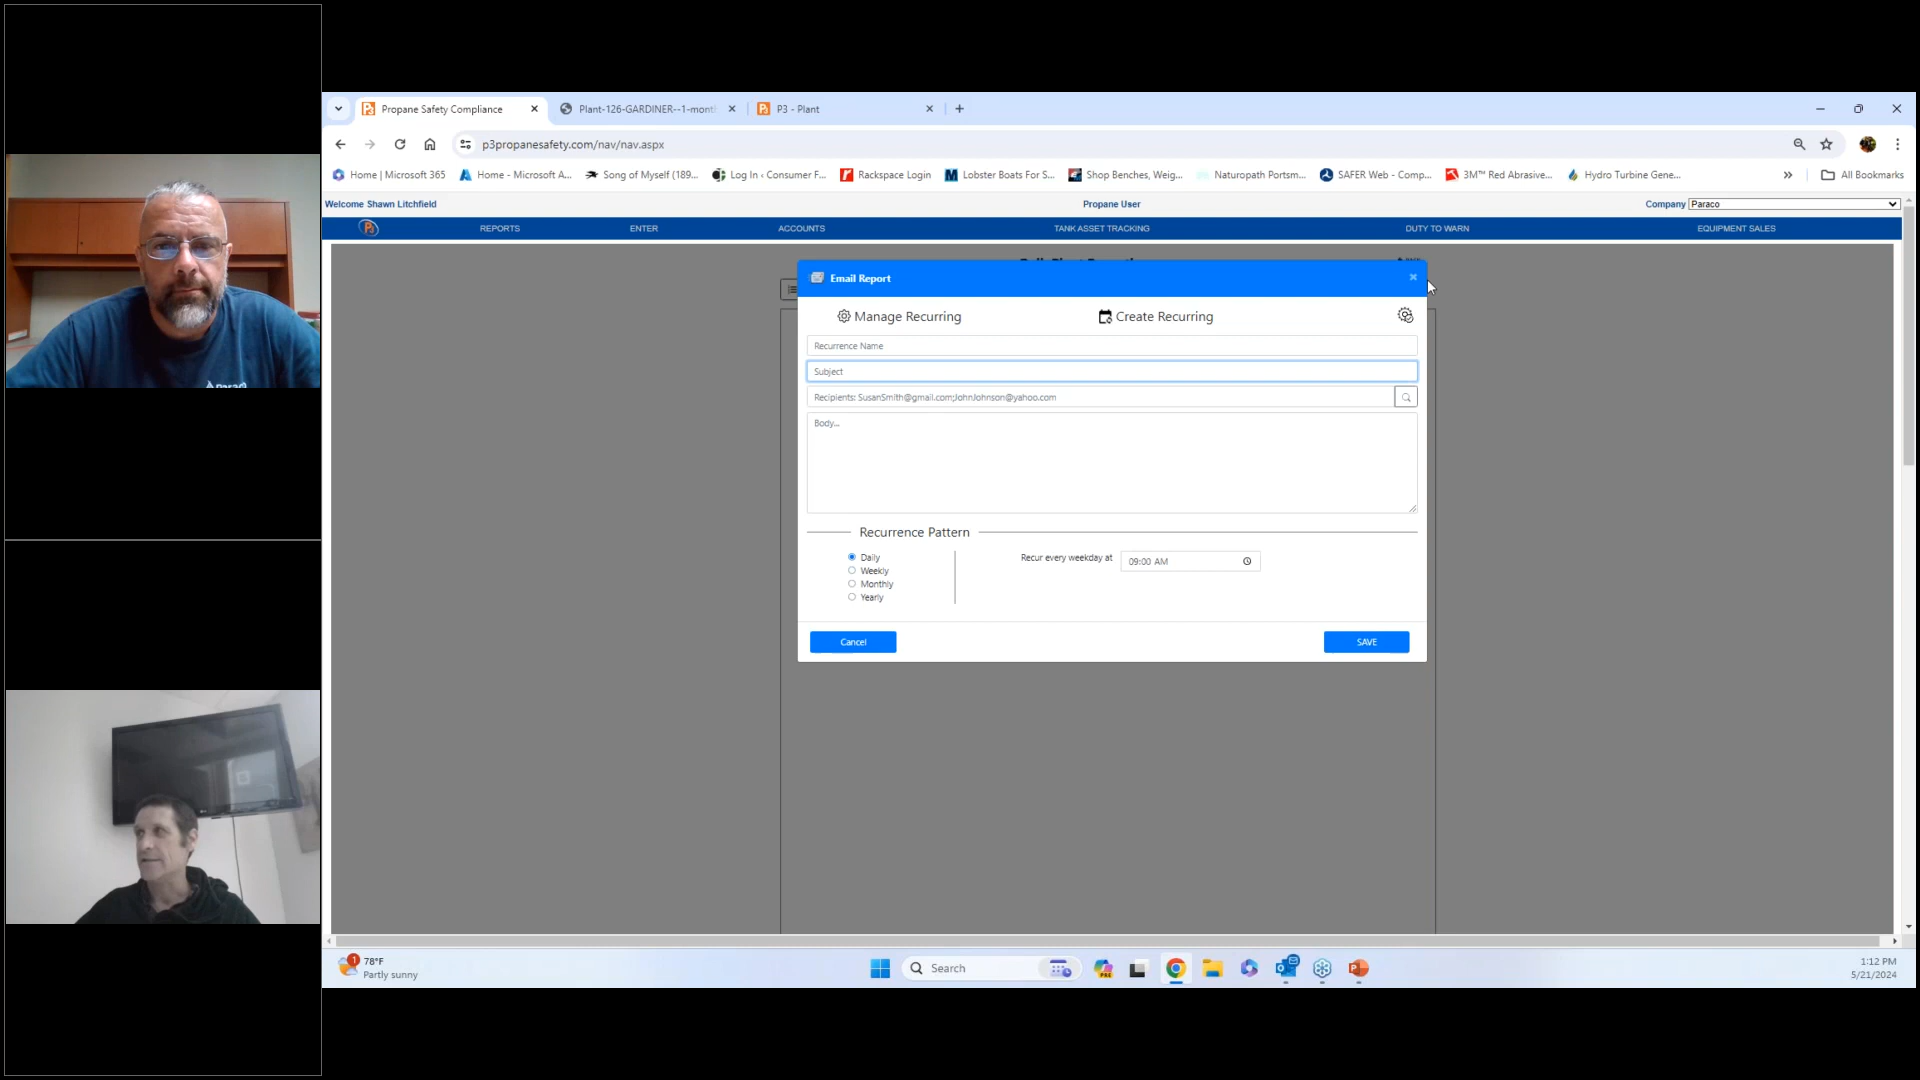 Propane Safety Compliance
Plant-126-GARDINER--1-mont
P3 - Plant
p3propanesafety.com/nav/nav.aspx
Home | Microsoft 365
Home - Microsoft A...
Song of Myself (189...
Log In ‹ Consumer F...
Rackspace Login
Lobster Boats For S...
Shop Benches, Weig...
Naturopath Portsm...
SAFER Web - Comp...
3M™ Red Abrasive...
Hydro Turbine Gene...
»
All Bookmarks
Welcome Shawn Litchfield
Propane User
Company
Paraco
REPORTS
ENTER
ACCOUNTS
TANK ASSET TRACKING
DUTY TO WARN
EQUIPMENT SALES
Email Report
Manage Recurring
Create Recurring
Recurrence Name
Subject
Recipients: SusanSmith@gmail.com;JohnJohnson@yahoo.com
Body...
Recurrence Pattern
Daily
Weekly
Monthly
Yearly
Recur every weekday at
09:00 AM
Cancel
SAVE
1
78°F
Partly sunny
Search
1:12 PM
5/21/2024